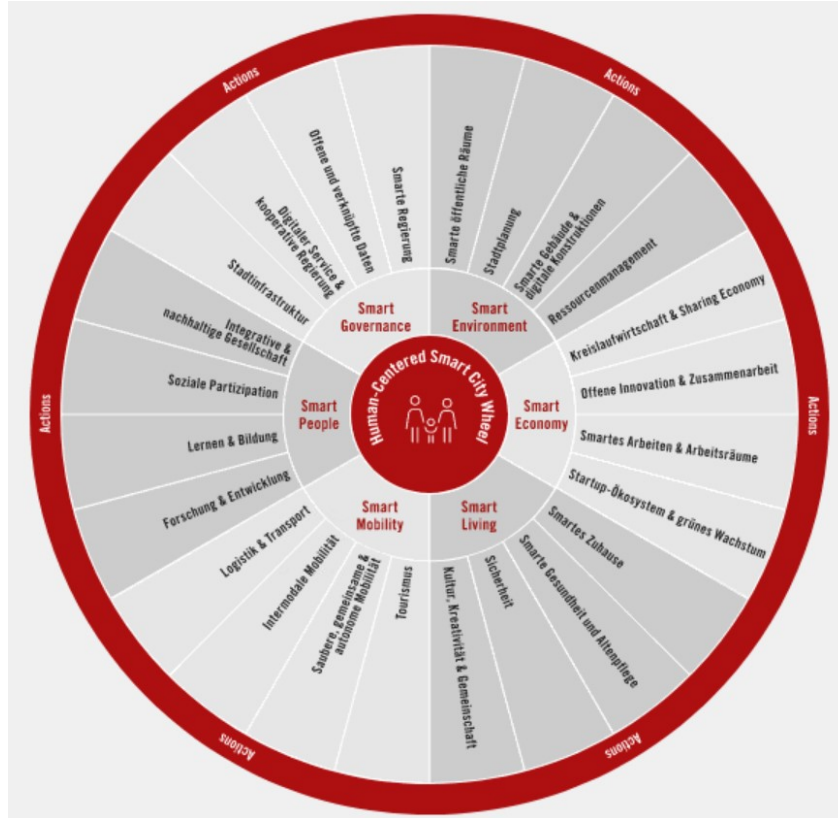 Human-Centered Smart City Wheel
Smart
Environment
Smarte öffentliche Räume
Stadtplanung
Smarte Gebäude &
digitale Konstruktionen
Ressourcenmanagement
Actions
Smart
Economy
Kreislaufwirtschaft & Sharing Economy
Offene Innovation & Zusammenarbeit
Smartes Arbeiten & Arbeitsräume
Startup-Ökosystem & grünes Wachstum
Actions
Smart
Living
Smartes Zuhause
Smarte Gesundheit und Altenpflege
Sicherheit
Kultur, Kreativität & Gemeinschaft
Actions
Smart
Mobility
Tourismus
Saubere, gemeinsame &
autonome Mobilität
Intermodale Mobilität
Logistik & Transport
Actions
Smart
People
Forschung & Entwicklung
Lernen & Bildung
Soziale Partizipation
Integrative &
nachhaltige Gesellschaft
Actions
Smart
Governance
Stadtinfrastruktur
Digitaler Service &
kooperative Regierung
Offene und verknüpfte Daten
Smarte Regierung
Actions